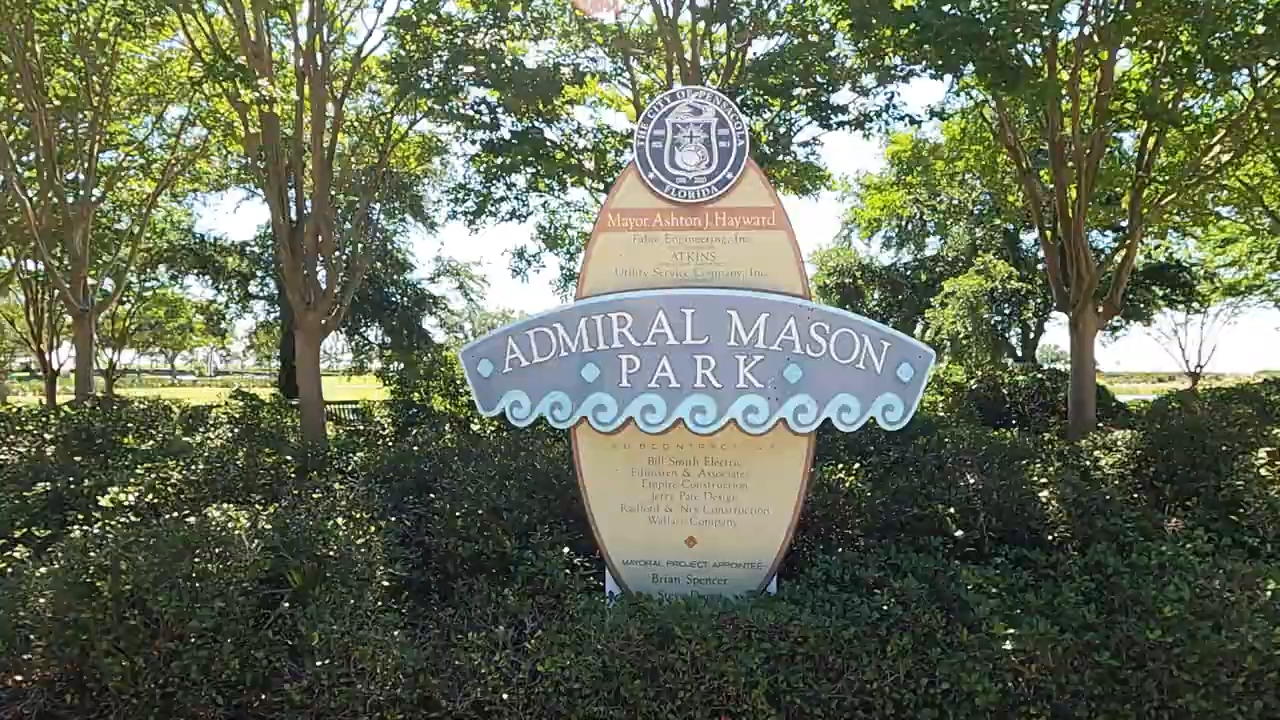 THE CITY OF PENSACOLA
FLORIDA
Mayor Ashton J. Hayward
Fabre Engineering, Inc.
ATKINS
Utility Service Company, Inc.
ADMIRAL MASON
PARK
SUBCONTRACTORS
Bill Smith Electric
Edmisten & Associates
Empire Construction
Jerry Pate Design
Radford & Nix Construction
Wallace Company
MAYORAL PROJECT APPOINTEE
Brian Spencer